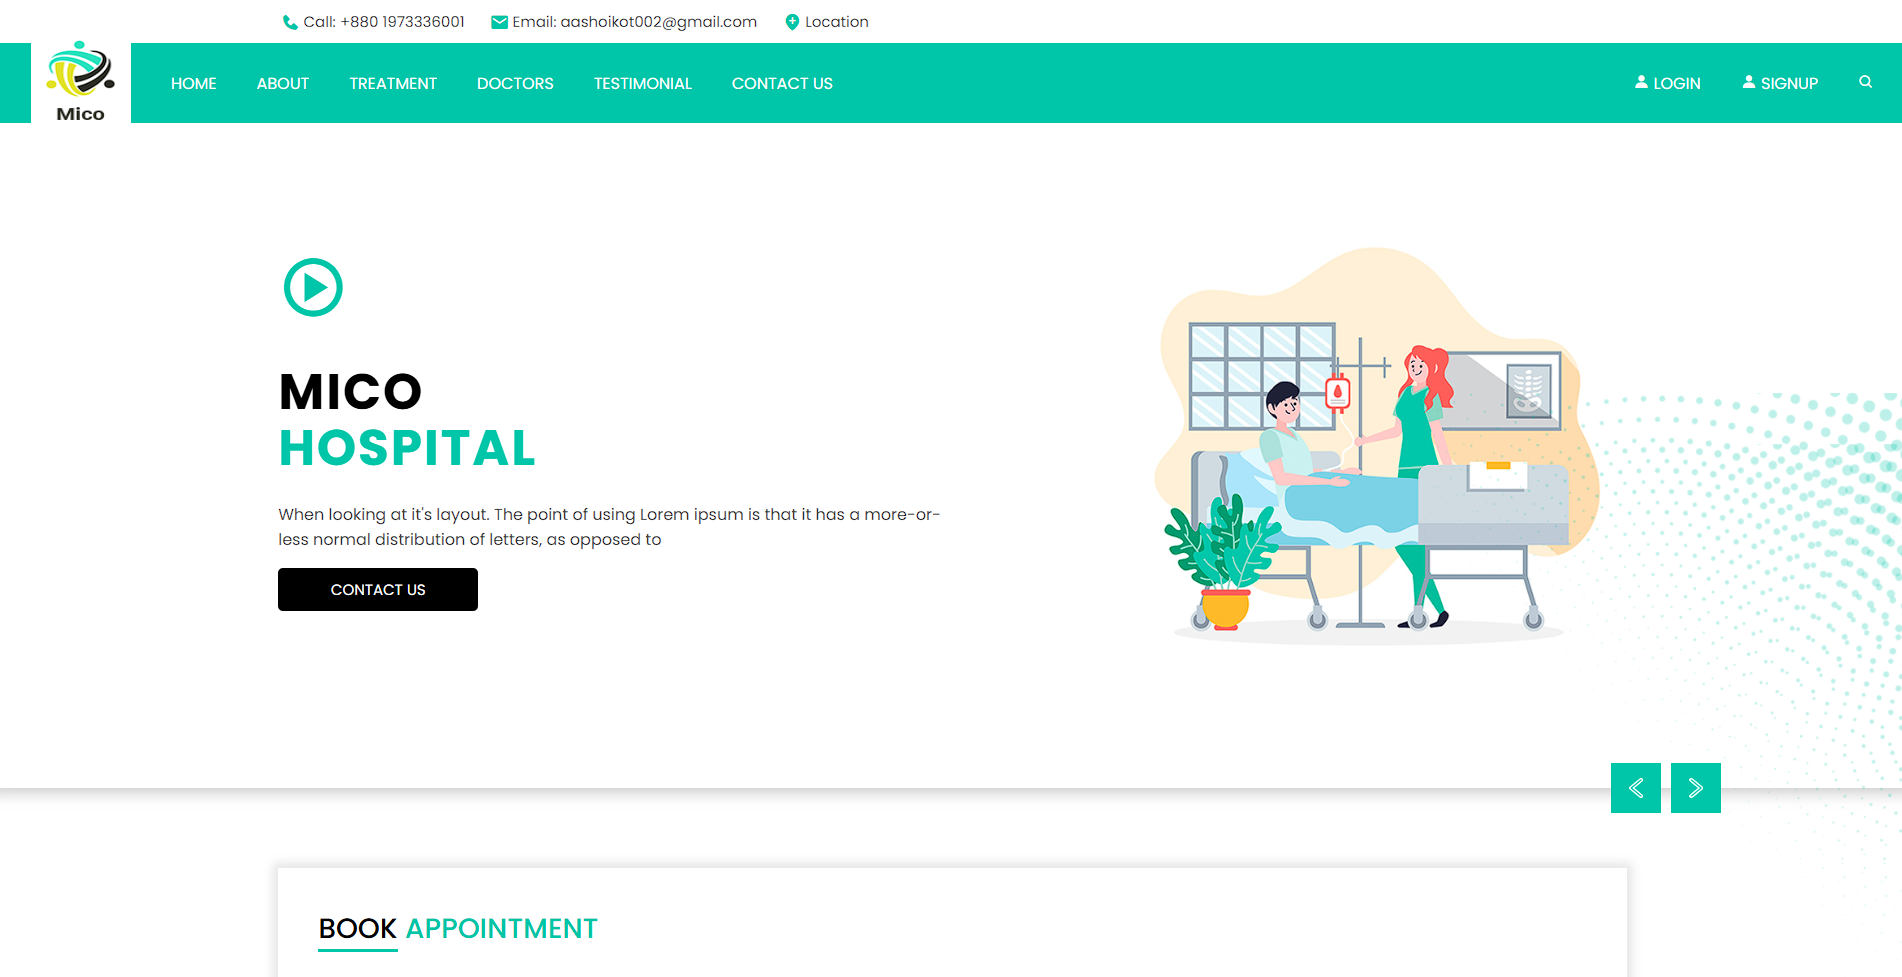 Call: +880 1973336001 Email: aashoikot002@gmail.com Location
Mico
HOME ABOUT TREATMENT DOCTORS TESTIMONIAL CONTACT US LOGIN SIGNUP
MICO
HOSPITAL
When looking at it's layout. The point of using Lorem ipsum is that it has a more-or-
less normal distribution of letters, as opposed to
CONTACT US
BOOK APPOINTMENT